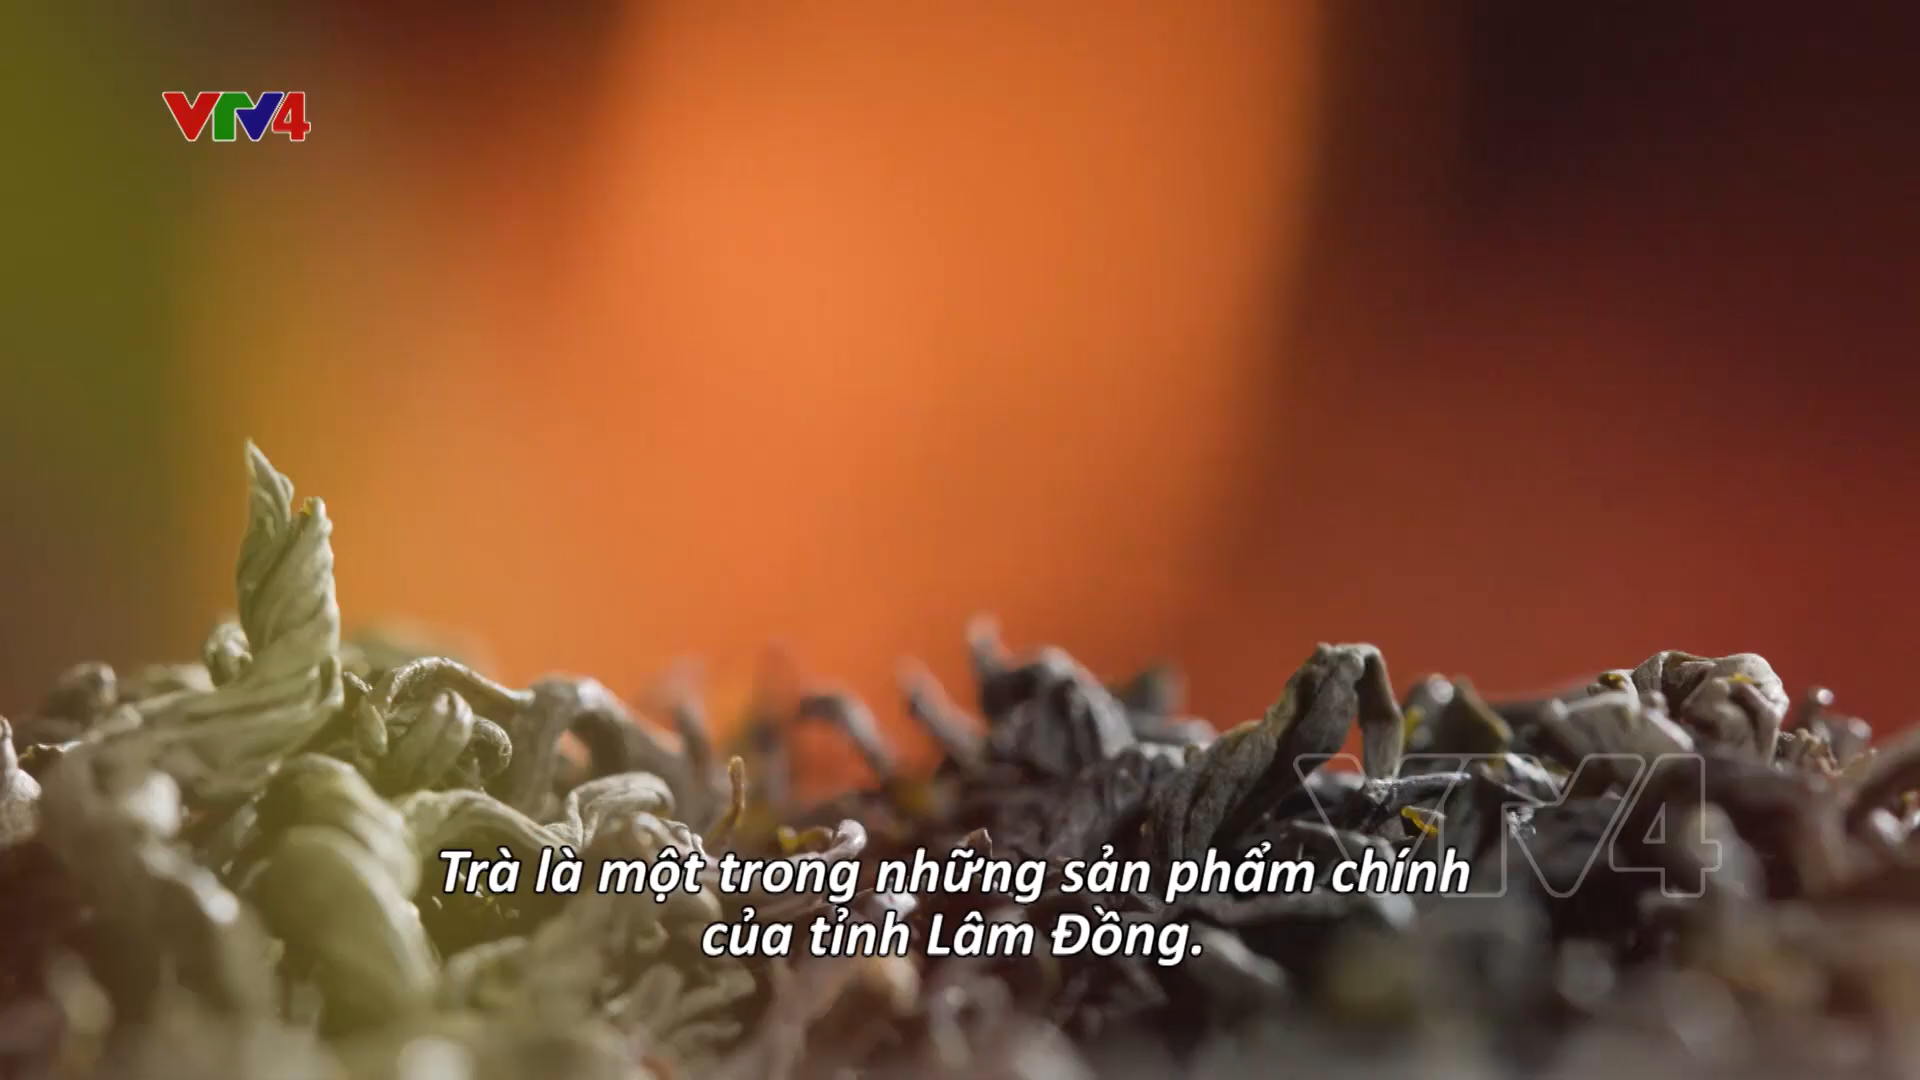 VTV4
VTV4
Trà là một trong những sản phẩm chính
của tỉnh Lâm Đồng.